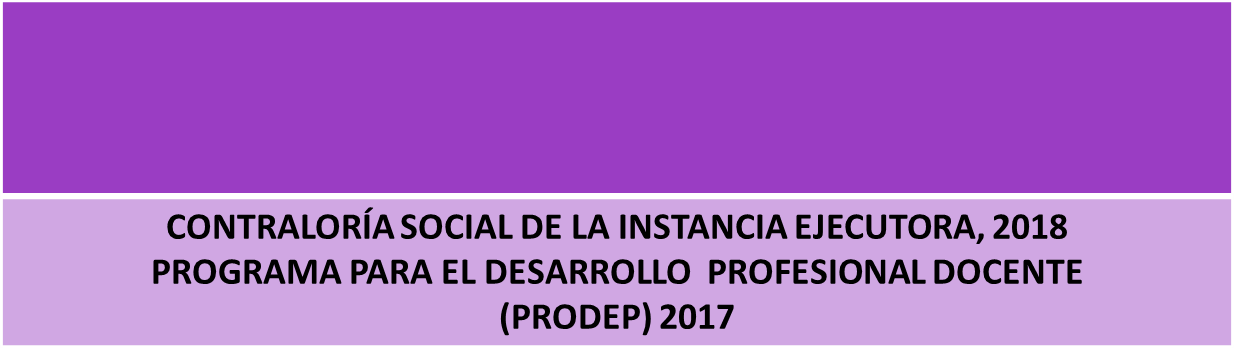 CONTRALORÍA SOCIAL DE LA INSTANCIA EJECUTORA, 2018
PROGRAMA PARA EL DESARROLLO PROFESIONAL DOCENTE
(PRODEP) 2017